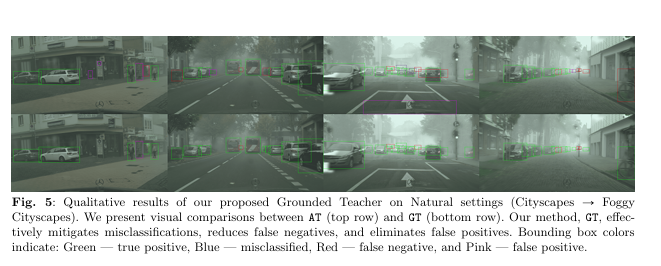 Fig. 5: Qualitative results of our proposed Grounded Teacher on Natural settings (Cityscapes → Foggy
Cityscapes). We present visual comparisons between AT (top row) and GT (bottom row). Our method, GT, effec-
tively mitigates misclassifications, reduces false negatives, and eliminates false positives. Bounding box colors
indicate: Green — true positive, Blue — misclassified, Red — false negative, and Pink — false positive.